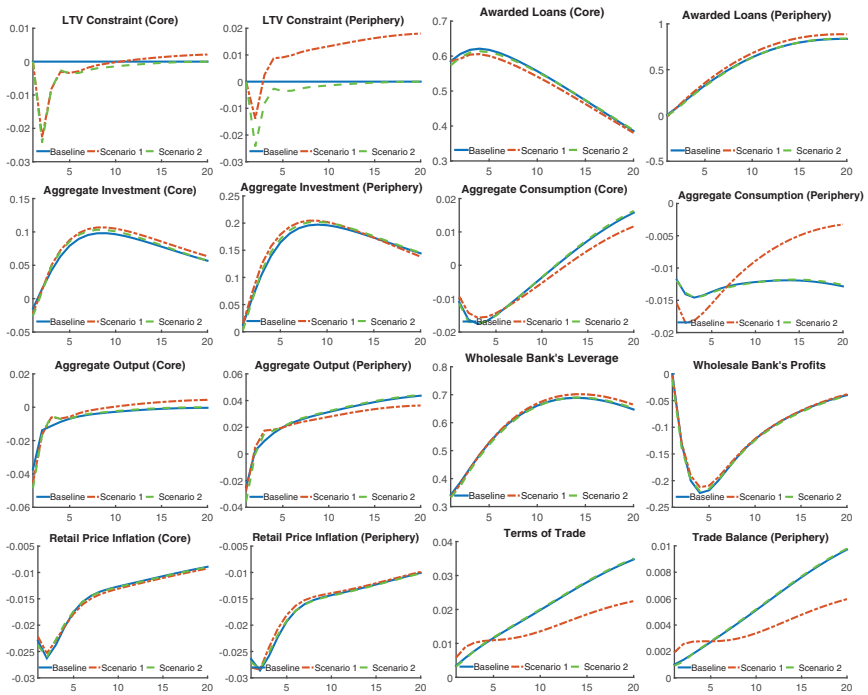 LTV Constraint (Core)
0.01
0
-0.01
-0.02
-0.03
Baseline Scenario 1 Scenario 2
5 10 15 20
LTV Constraint (Periphery)
0.02
0.01
0
-0.01
-0.02
-0.03
Baseline Scenario 1 Scenario 2
5 10 15 20
Awarded Loans (Core)
0.7
0.6
0.5
0.4
0.3
Baseline Scenario 1 Scenario 2
5 10 15 20
Awarded Loans (Periphery)
1
0.5
0
-0.5
Baseline Scenario 1 Scenario 2
5 10 15 20
Aggregate Investment (Core)
0.15
0.1
0.05
0
-0.05
Baseline Scenario 1 Scenario 2
5 10 15 20
Aggregate Investment (Periphery)
0.25
0.2
0.15
0.1
0.05
0
Baseline Scenario 1 Scenario 2
5 10 15 20
Aggregate Consumption (Core)
0.02
0.01
0
-0.01
-0.02
Baseline Scenario 1 Scenario 2
5 10 15 20
Aggregate Consumption (Periphery)
0
-0.005
-0.01
-0.015
-0.02
Baseline Scenario 1 Scenario 2
5 10 15 20
Aggregate Output (Core)
0.02
0
-0.02
-0.04
-0.06
Baseline Scenario 1 Scenario 2
5 10 15 20
Aggregate Output (Periphery)
0.06
0.04
0.02
0
-0.02
-0.04
Baseline Scenario 1 Scenario 2
5 10 15 20
Wholesale Bank's Leverage
0.8
0.7
0.6
0.5
0.4
0.3
Baseline Scenario 1 Scenario 2
5 10 15 20
Wholesale Bank's Profits
0
-0.05
-0.1
-0.15
-0.2
-0.25
Baseline Scenario 1 Scenario 2
5 10 15 20
Retail Price Inflation (Core)
-0.005
-0.01
-0.015
-0.02
-0.025
-0.03
Baseline Scenario 1 Scenario 2
5 10 15 20
Retail Price Inflation (Periphery)
-0.005
-0.01
-0.015
-0.02
-0.025
-0.03
Baseline Scenario 1 Scenario 2
5 10 15 20
Terms of Trade
0.04
0.03
0.02
0.01
0
Baseline Scenario 1 Scenario 2
5 10 15 20
Trade Balance (Periphery)
0.01
0.008
0.006
0.004
0.002
0
Baseline Scenario 1 Scenario 2
5 10 15 20